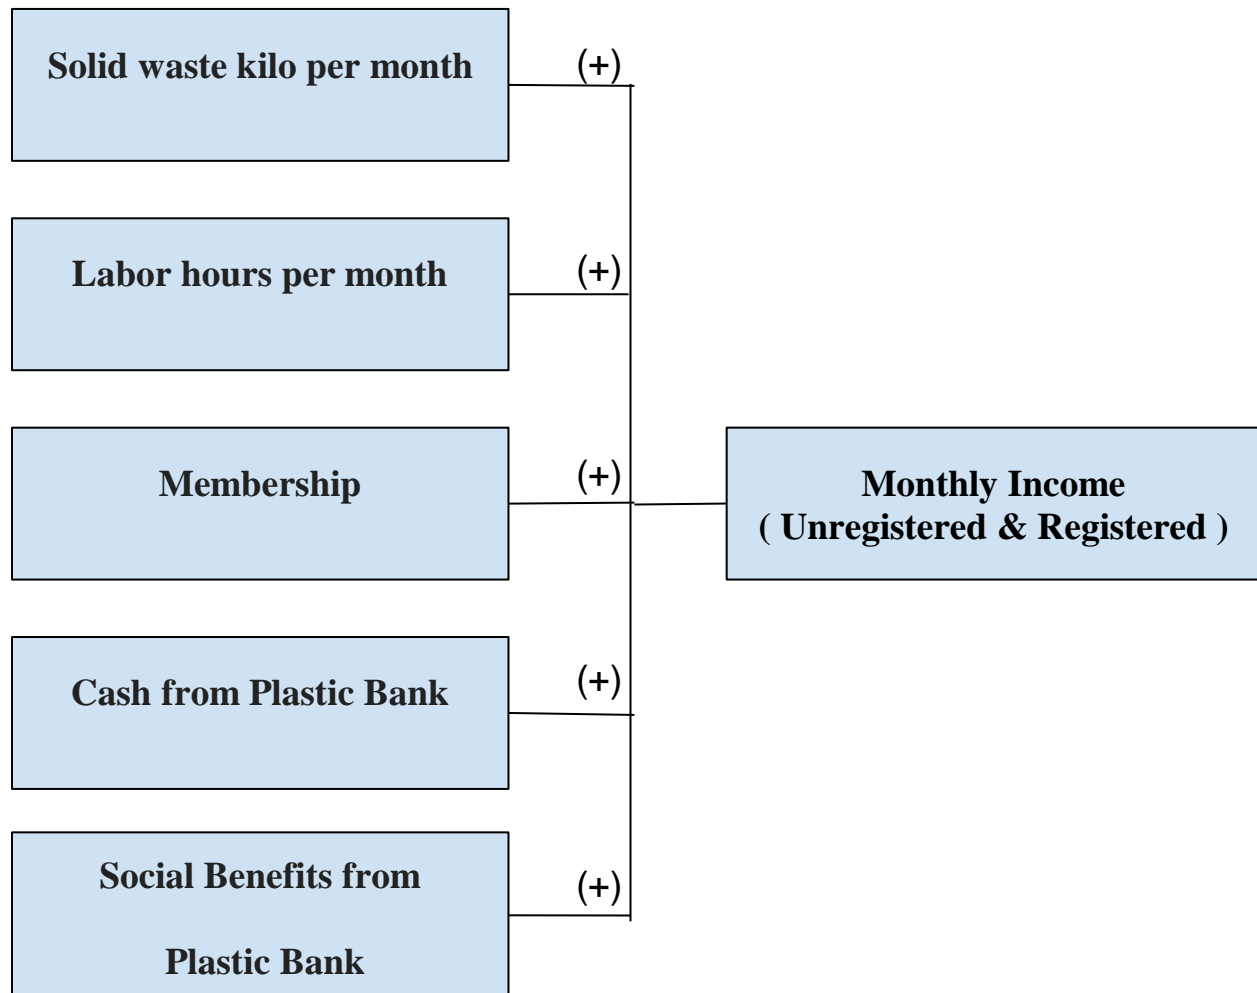 Solid waste kilo per month
(+)
Labor hours per month
(+)
Membership
(+)
Monthly Income
( Unregistered & Registered )
Cash from Plastic Bank
(+)
Social Benefits from
Plastic Bank
(+)